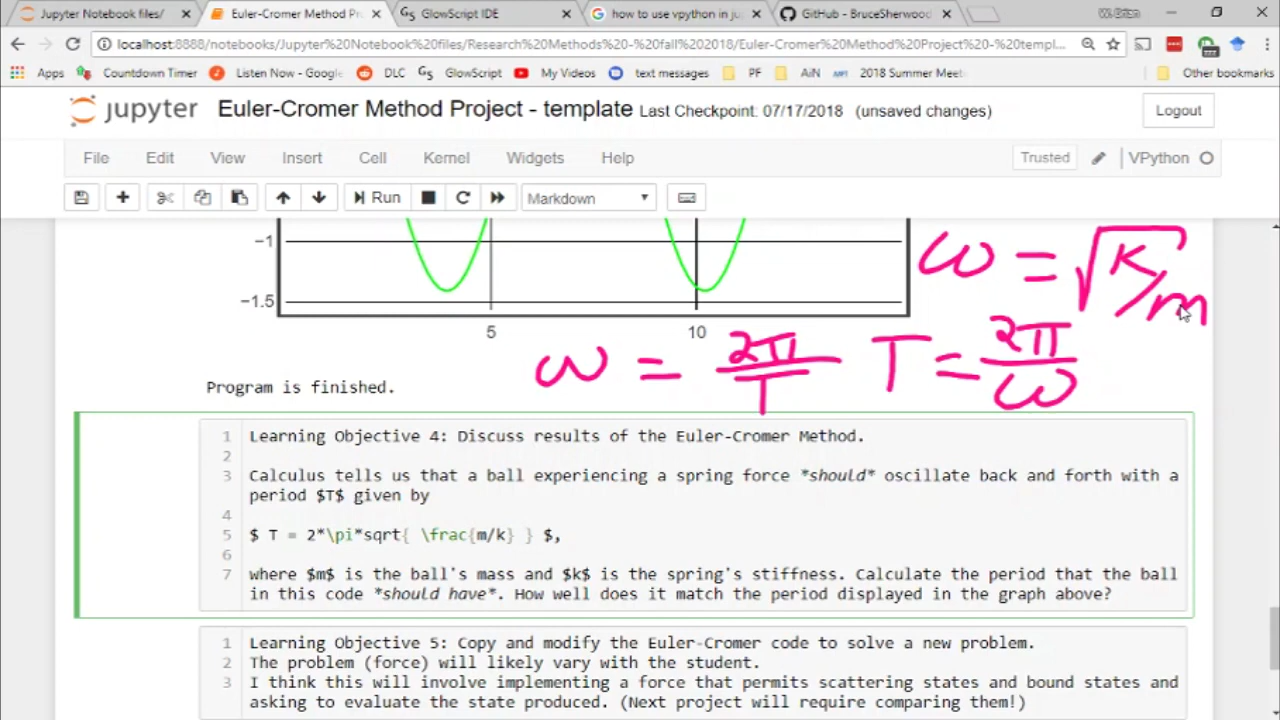 Jupyter Notebook files/
Euler-Cromer Method Pr
GlowScript IDE
how to use vpython in ju
GitHub - BruceSherwood
localhost:8888/notebooks/Jupyter%20Notebook%20files/Research%20Methods%20-%20fall%202018/Euler-Cromer%20Method%20Project%20-%20templ...
Apps Countdown Timer Listen Now - Google DLC GlowScript My Videos text messages PF AiN 2018 Summer Meet Other bookmarks
jupyter Euler-Cromer Method Project - template Last Checkpoint: 07/17/2018 (unsaved changes) Logout
File Edit View Insert Cell Kernel Widgets Help Trusted VPython
Run Markdown
−1
−1.5
5 10
ω = √K/m
ω = 2π/T T = 2π/ω
Program is finished.
1 Learning Objective 4: Discuss results of the Euler-Cromer Method.
2
3 Calculus tells us that a ball experiencing a spring force *should* oscillate back and forth with a
period $T$ given by
4
5 $ T = 2*\pi*sqrt{ \frac{m/k} } $,
6
7 where $m$ is the ball's mass and $k$ is the spring's stiffness. Calculate the period that the ball
in this code *should have*. How well does it match the period displayed in the graph above?
1 Learning Objective 5: Copy and modify the Euler-Cromer code to solve a new problem.
2 The problem (force) will likely vary with the student.
3 I think this will involve implementing a force that permits scattering states and bound states and
asking to evaluate the state produced. (Next project will require comparing them!)